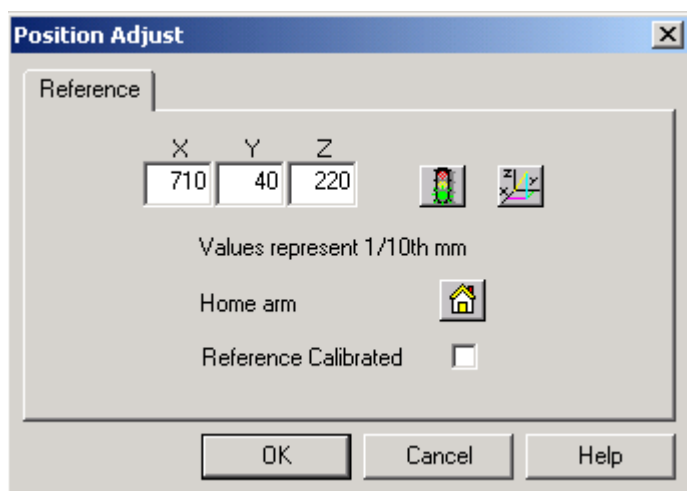 Position Adjust
Reference
X Y Z
710 40 220
Values represent 1/10th mm
Home arm
Reference Calibrated
OK Cancel Help